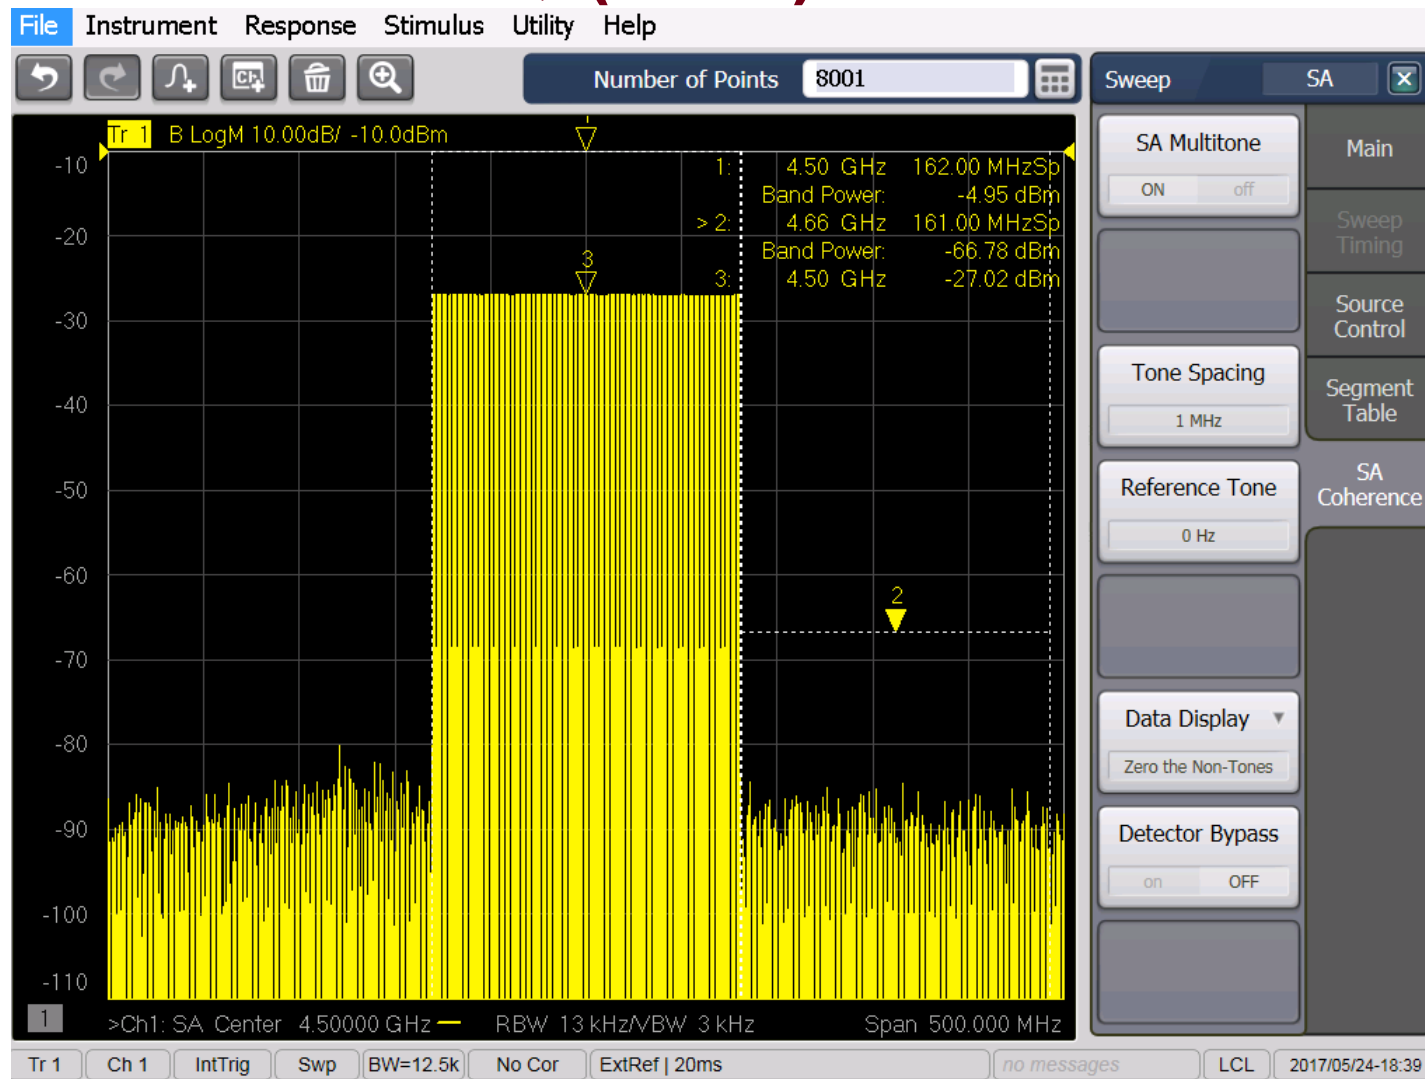 File Instrument Response Stimulus Utility Help
Number of Points 8001
Sweep SA
Tr 1 B LogM 10.00dB/ -10.0dBm
1: 4.50 GHz 162.00 MHzSp
Band Power: -4.95 dBm
> 2: 4.66 GHz 161.00 MHzSp
Band Power: -66.78 dBm
3: 4.50 GHz -27.02 dBm
3
2
-10
-20
-30
-40
-50
-60
-70
-80
-90
-100
-110
1
>Ch1: SA Center 4.50000 GHz RBW 13 kHz/VBW 3 kHz Span 500.000 MHz
SA Multitone
ON off
Tone Spacing
1 MHz
Reference Tone
0 Hz
Data Display
Zero the Non-Tones
Detector Bypass
on OFF
Main
Sweep
Timing
Source
Control
Segment
Table
SA
Coherence
Tr 1 Ch 1 IntTrig Swp BW=12.5k No Cor ExtRef | 20ms no messages LCL 2017/05/24-18:39